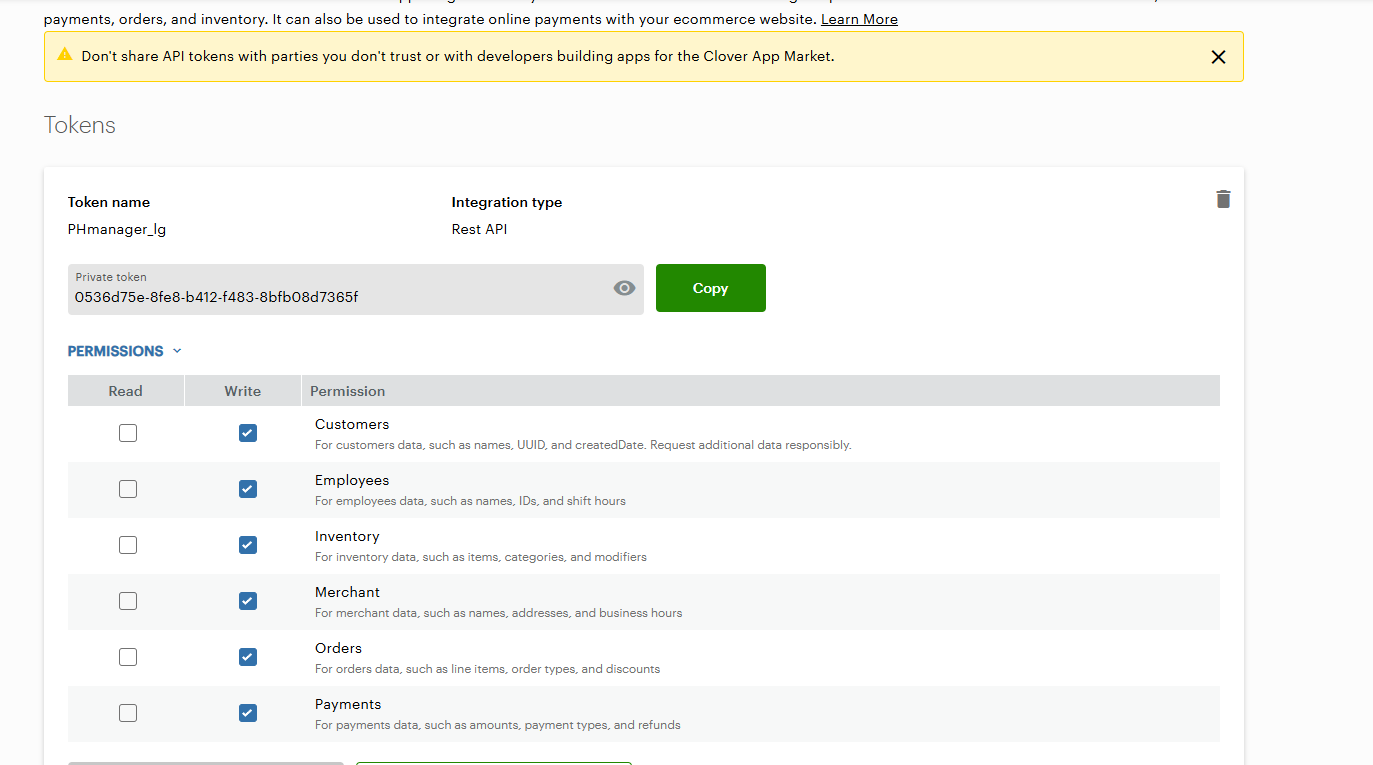 payments, orders, and inventory. It can also be used to integrate online payments with your ecommerce website. Learn More
Don't share API tokens with parties you don't trust or with developers building apps for the Clover App Market.
Tokens
Token name
Integration type
PHmanager_lg
Rest API
Private token
0536d75e-8fe8-b412-f483-8bfb08d7365f
Copy
PERMISSIONS
Read Write Permission
Customers
For customers data, such as names, UUID, and createdDate. Request additional data responsibly.
Employees
For employees data, such as names, IDs, and shift hours
Inventory
For inventory data, such as items, categories, and modifiers
Merchant
For merchant data, such as names, addresses, and business hours
Orders
For orders data, such as line items, order types, and discounts
Payments
For payments data, such as amounts, payment types, and refunds